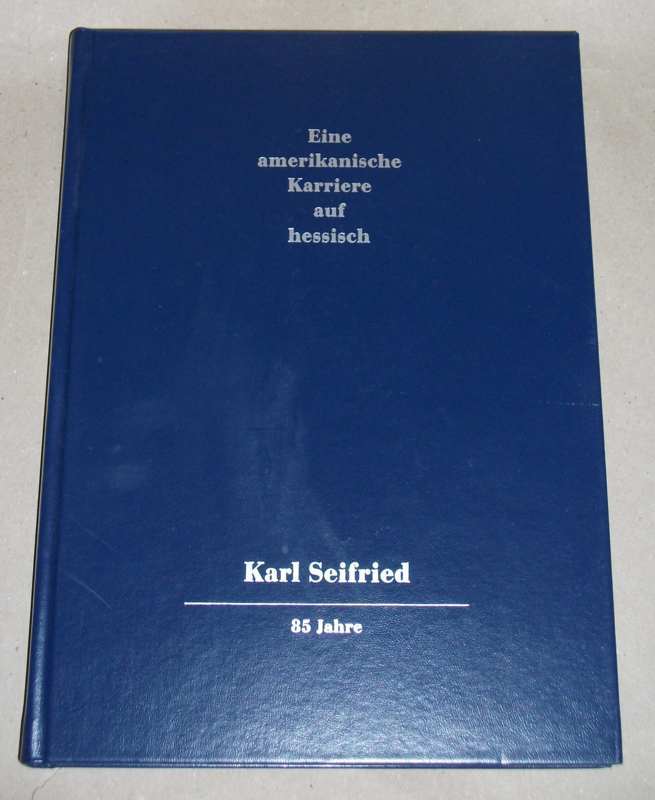 Eine
amerikanische
Karriere
auf
hessisch
Karl Seifried
85 Jahre